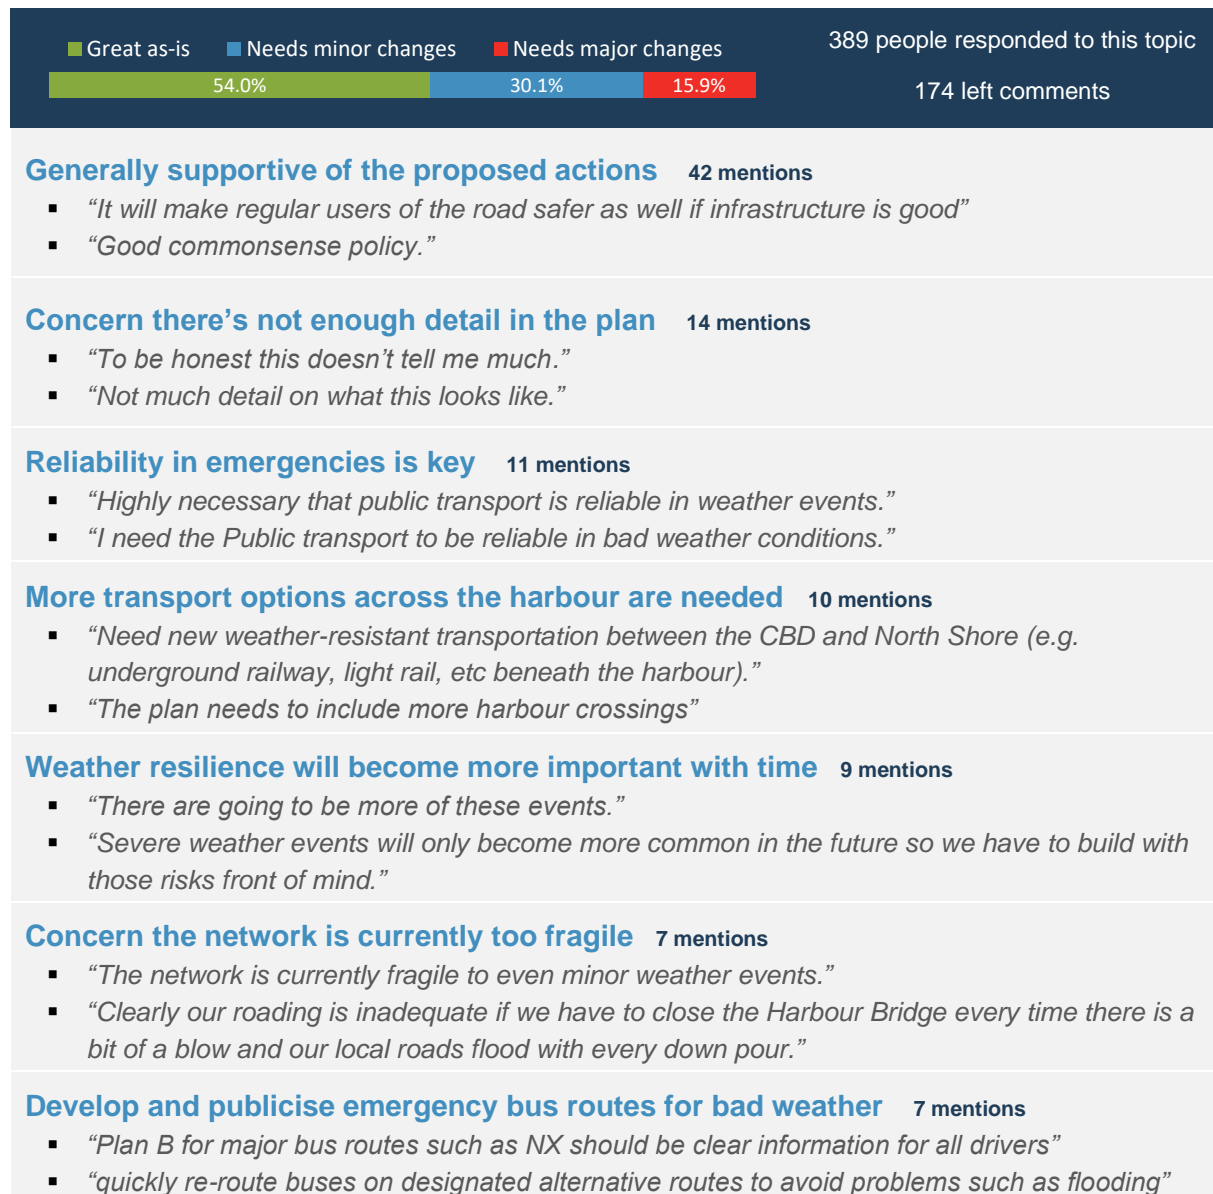 Great as-is Needs minor changes Needs major changes
54.0% 30.1% 15.9%
389 people responded to this topic
174 left comments
Generally supportive of the proposed actions 42 mentions
▪ “It will make regular users of the road safer as well if infrastructure is good”
▪ “Good commonsense policy.”
Concern there’s not enough detail in the plan 14 mentions
▪ “To be honest this doesn’t tell me much.”
▪ “Not much detail on what this looks like.”
Reliability in emergencies is key 11 mentions
▪ “Highly necessary that public transport is reliable in weather events.”
▪ “I need the Public transport to be reliable in bad weather conditions.”
More transport options across the harbour are needed 10 mentions
▪ “Need new weather-resistant transportation between the CBD and North Shore (e.g.
underground railway, light rail, etc beneath the harbour).”
▪ “The plan needs to include more harbour crossings”
Weather resilience will become more important with time 9 mentions
▪ “There are going to be more of these events.”
▪ “Severe weather events will only become more common in the future so we have to build with
those risks front of mind.”
Concern the network is currently too fragile 7 mentions
▪ “The network is currently fragile to even minor weather events.”
▪ “Clearly our roading is inadequate if we have to close the Harbour Bridge every time there is a
bit of a blow and our local roads flood with every down pour.”
Develop and publicise emergency bus routes for bad weather 7 mentions
▪ “Plan B for major bus routes such as NX should be clear information for all drivers”
▪ “quickly re-route buses on designated alternative routes to avoid problems such as flooding”